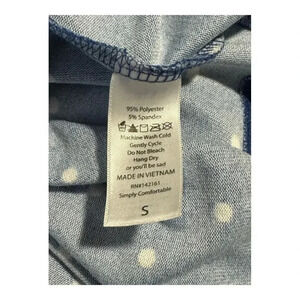 95% Polyester
5% Spandex
Machine Wash Cold
Gently Cycle
Do Not Bleach
Hang Dry
or you'll be sad
MADE IN VIETNAM
RN#142161
Simply Comfortable
S